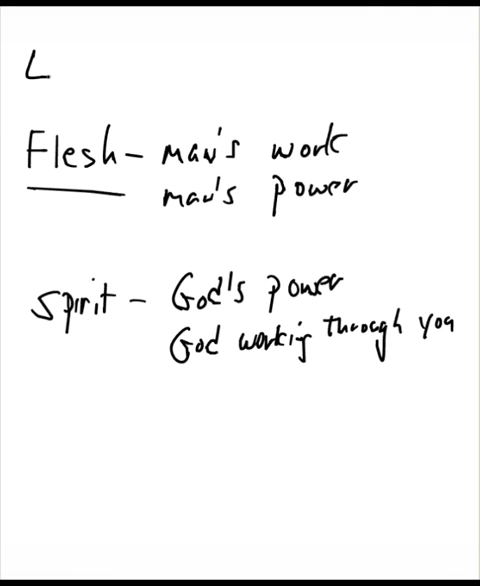 L
Flesh - man's work
man's power
Spirit - God's power
God working through you